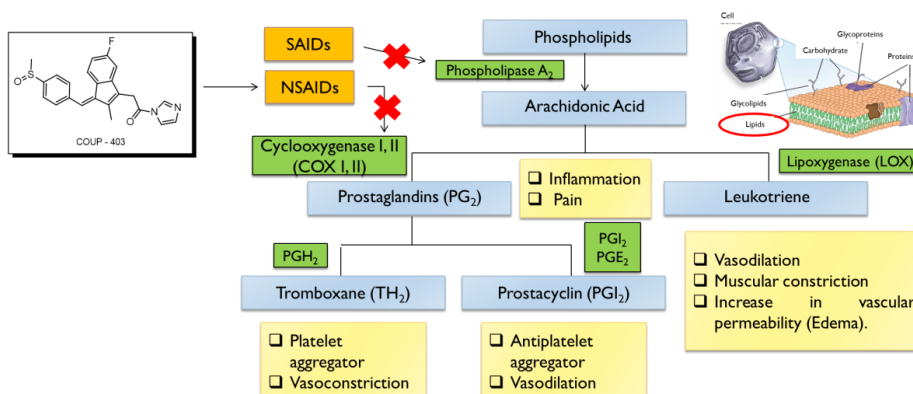 F
S
O
N
N
O
COUP - 403
SAIDs
NSAIDs
Phospholipase A₂
Phospholipids
Arachidonic Acid
Cyclooxygenase I, II
(COX I, II)
Cell
Glycoproteins
Carbohydrate
Proteins
Glycolipids
Lipids
Lipoxygenase (LOX)
Prostaglandins (PG₂)
❑ Inflammation
❑ Pain
Leukotriene
PGH₂
PGI₂
PGE₂
Tromboxane (TH₂)
Prostacyclin (PGI₂)
❑ Vasodilation
❑ Muscular constriction
❑ Increase in vascular
permeability (Edema).
❑ Platelet
aggregator
❑ Vasoconstriction
❑ Antiplatelet
aggregator
❑ Vasodilation